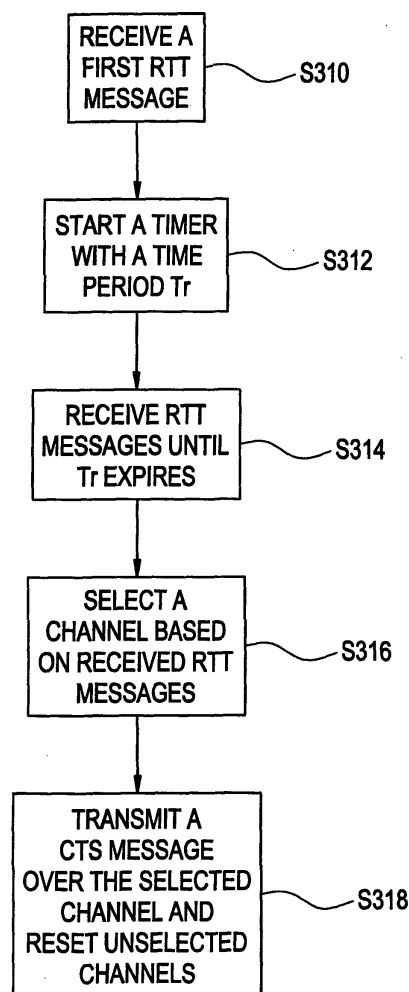 RECEIVE A
FIRST RTT
MESSAGE
S310
START A TIMER
WITH A TIME
PERIOD Tr
S312
RECEIVE RTT
MESSAGES UNTIL
Tr EXPIRES
S314
SELECT A
CHANNEL BASED
ON RECEIVED RTT
MESSAGES
S316
TRANSMIT A
CTS MESSAGE
OVER THE SELECTED
CHANNEL AND
RESET UNSELECTED
CHANNELS
S318